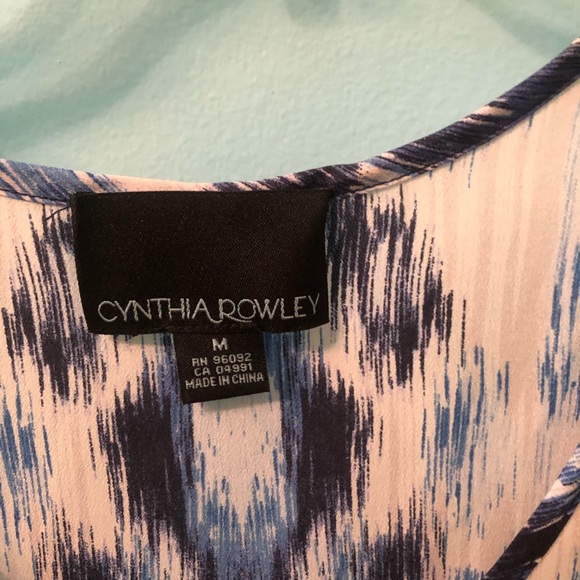 CYNTHIA ROWLEY
M
RN 96092
CA 04991
MADE IN CHINA